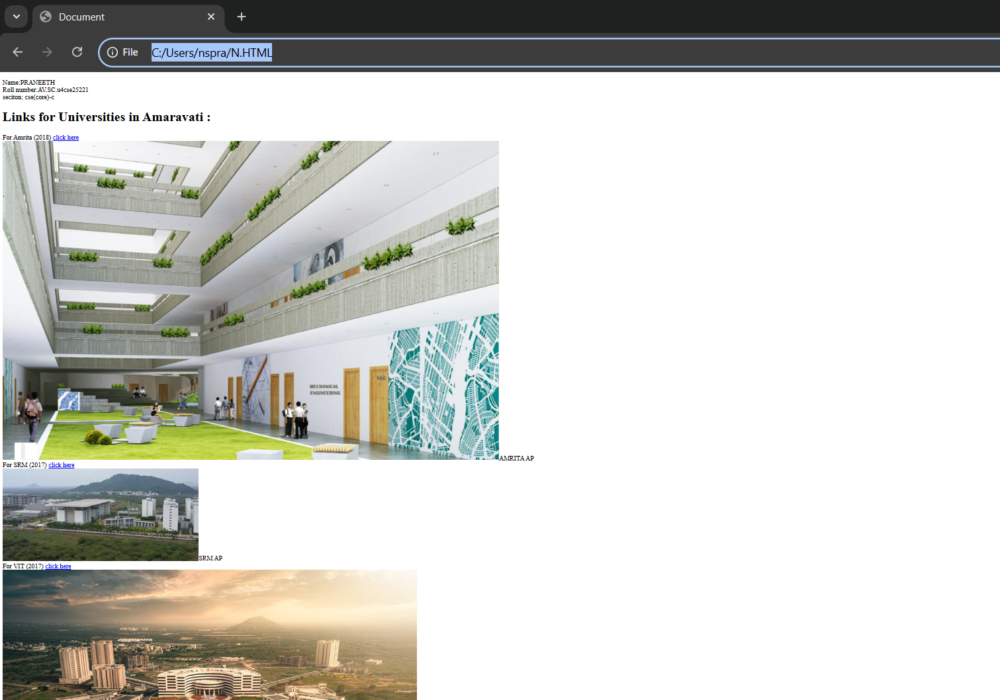 Document
File C:/Users/nspra/N.HTML
Name:PRANEETH
Roll number:AV.SC.u4cse25221
seciton: cse(core)-c
Links for Universities in Amaravati :
For Amrita (2018) click here
MECHANICAL
ENGINEERING
AMRITA AP
For SRM (2017) click here
SRM AP
For VIT (2017) click here